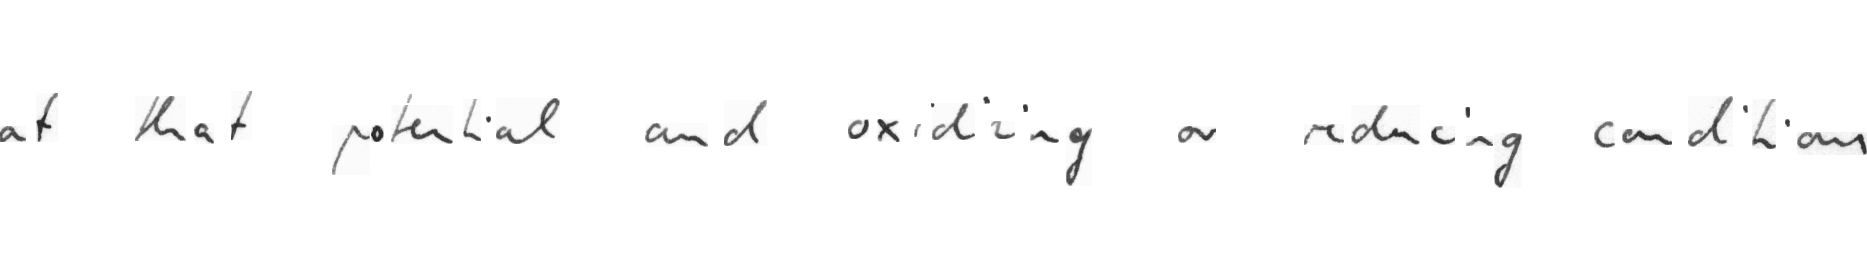 at that potential and oxidizing or reducing conditions